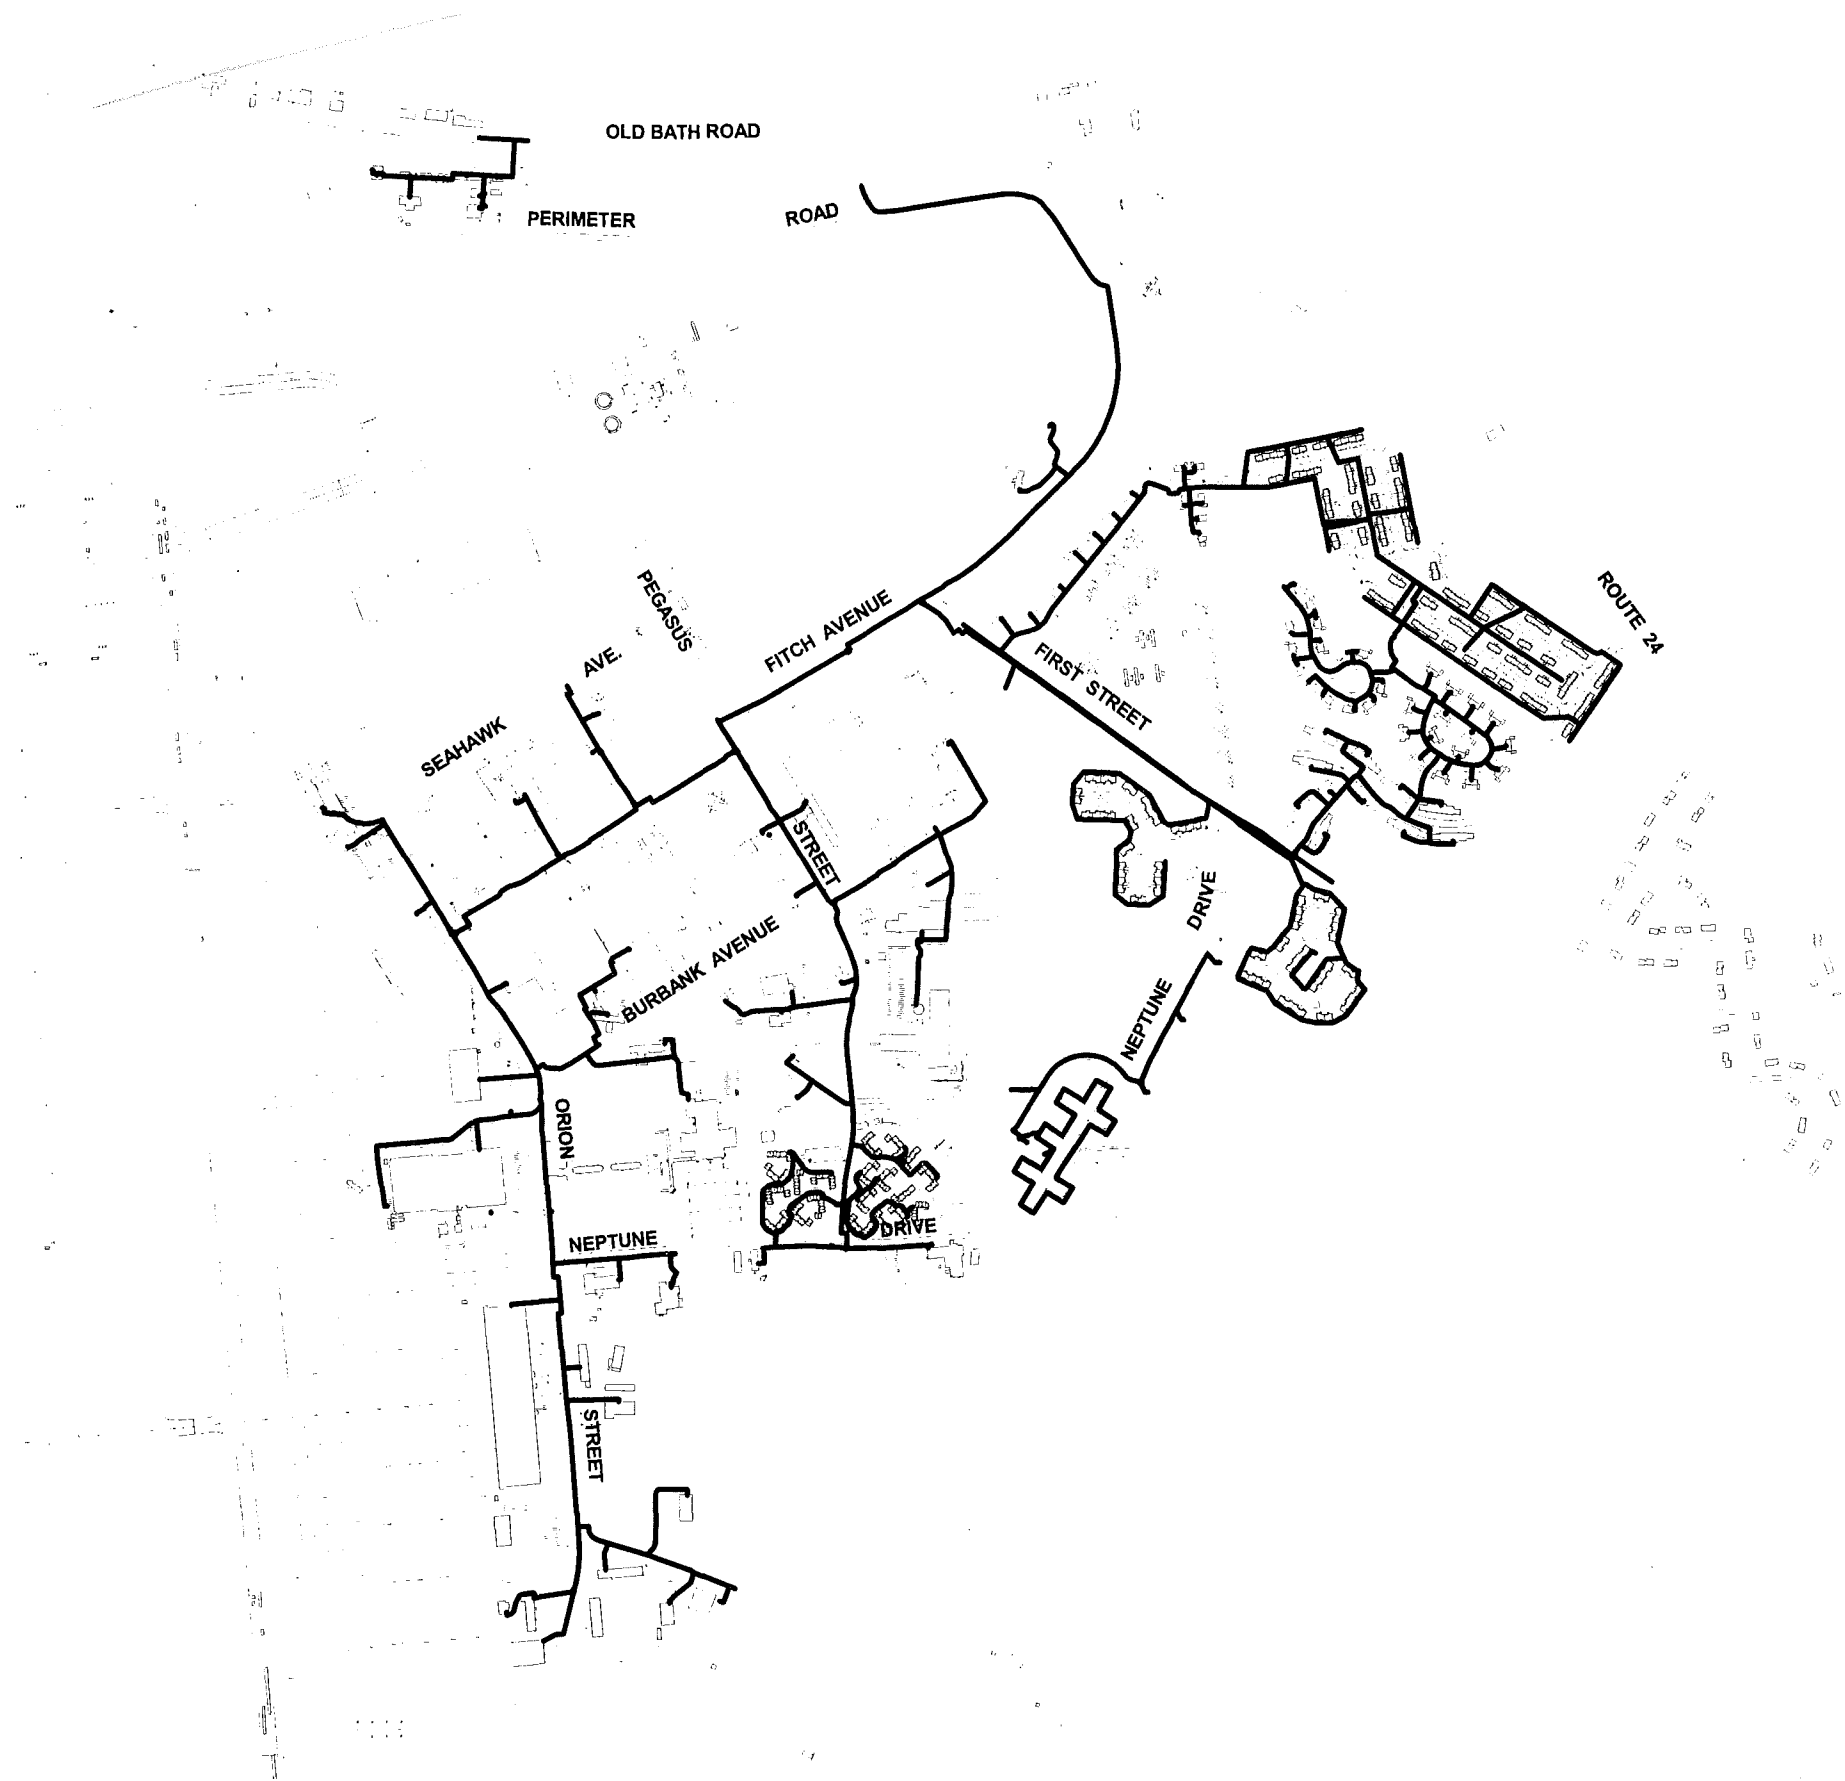 OLD BATH ROAD
PERIMETER ROAD
PEGASUS
ROUTE 24
FITCH AVENUE
AVE.
FIRST STREET
SEAHAWK
STREET
DRIVE
BURBANK AVENUE
NEPTUNE
ORION
NEPTUNE
DRIVE
STREET